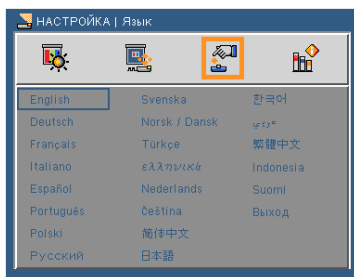 НАСТРОЙКА | Язык
English Svenska 한국어
Deutsch Norsk / Dansk عربي
Français Türkçe 繁體中文
Italiano ελληνικά Indonesia
Español Nederlands Suomi
Português Čeština Выход
Polski 简体中文
Русский 日本語